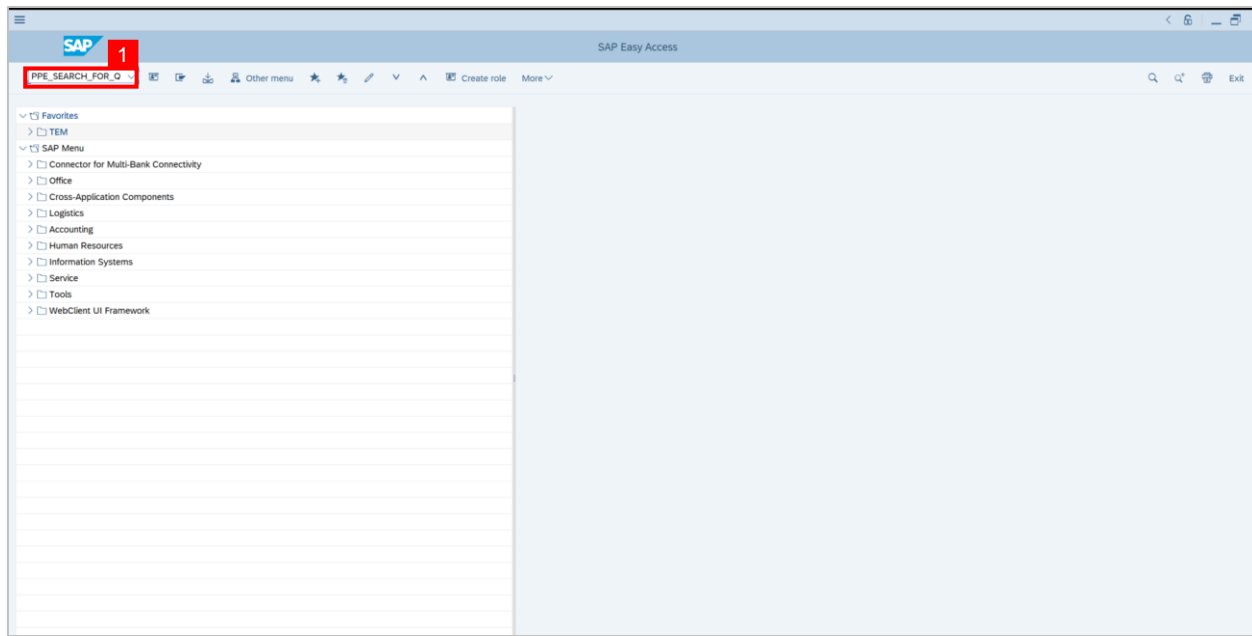 SAP
SAP Easy Access
1
PPE_SEARCH_FOR_Q Other menu Create role More Exit
Favorites
TEM
SAP Menu
Connector for Multi-Bank Connectivity
Office
Cross-Application Components
Logistics
Accounting
Human Resources
Information Systems
Service
Tools
WebClient UI Framework